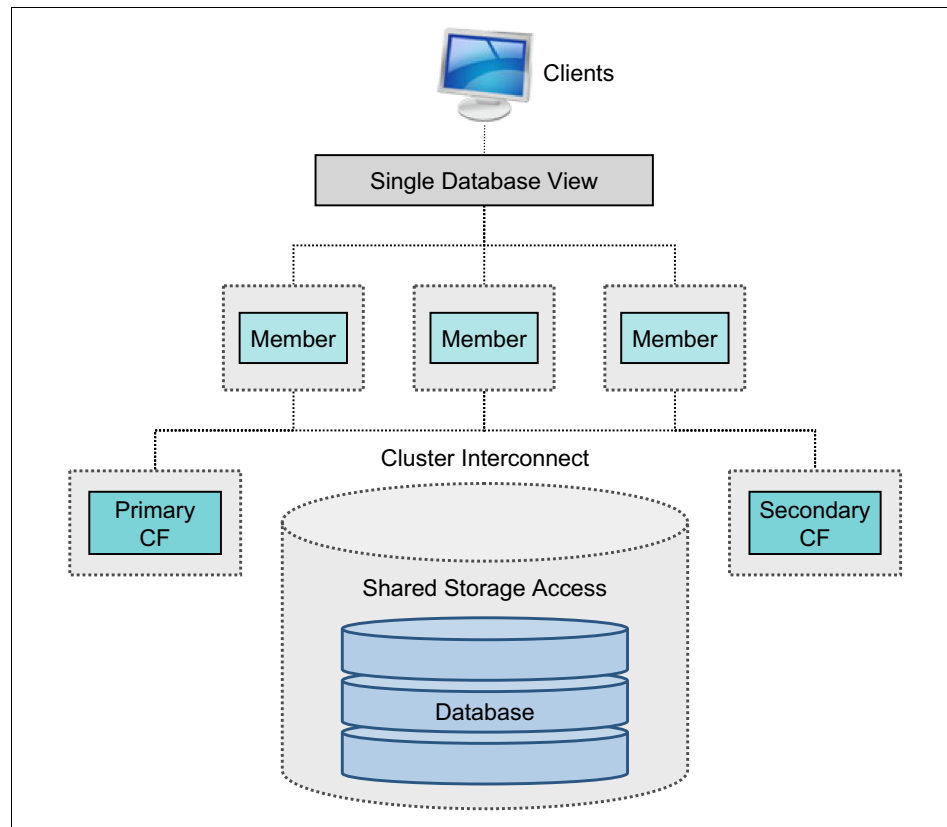 Clients
Single Database View
Member
Member
Member
Cluster Interconnect
Primary
CF
Secondary
CF
Shared Storage Access
Database